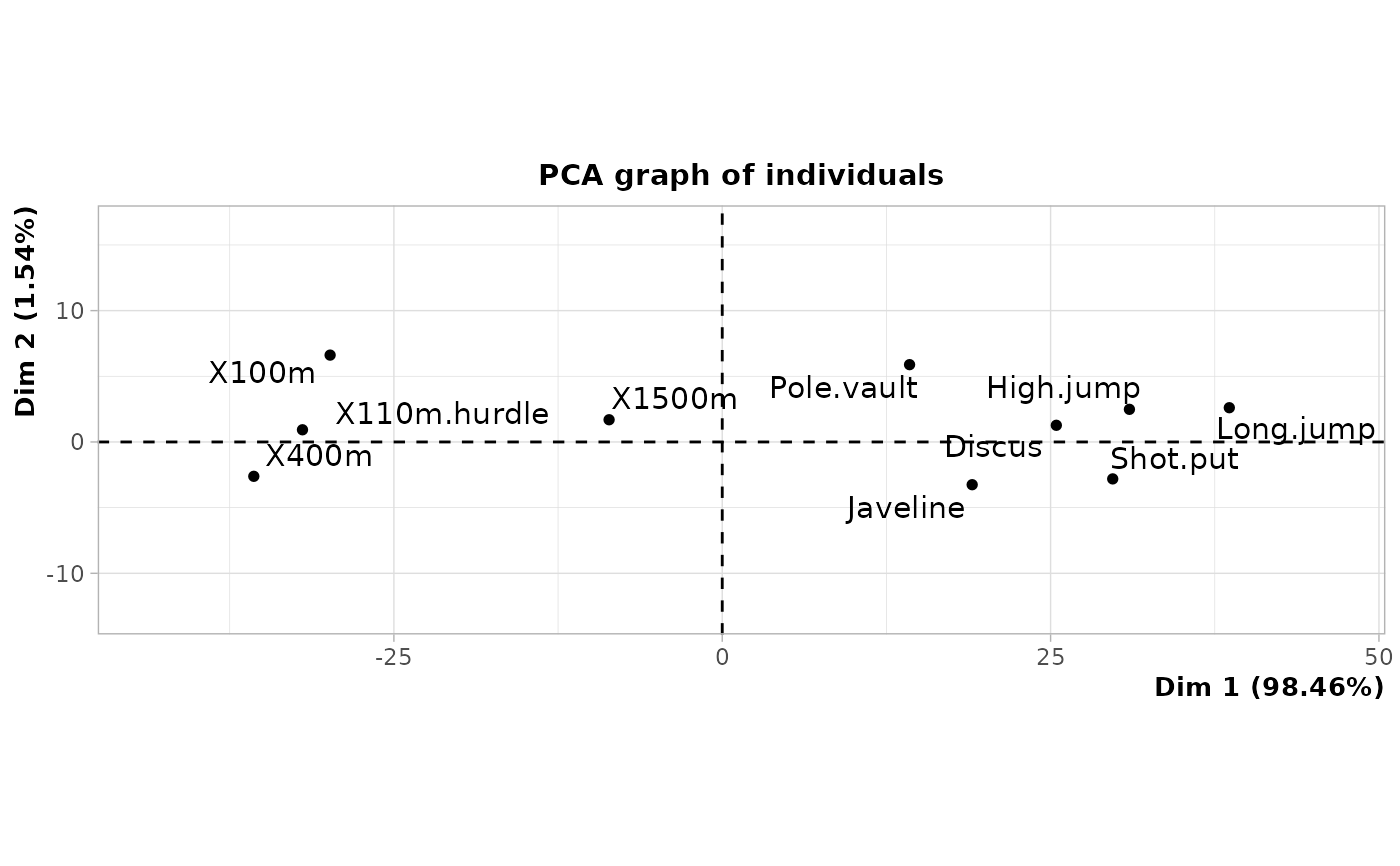 PCA graph of individuals
Dim 2 (1.54%)
10
0
-10
X100m
X110m.hurdle
X400m
X1500m
Pole.vault
High.jump
Long.jump
Discus
Shot.put
Javeline
-25
0
25
50
Dim 1 (98.46%)